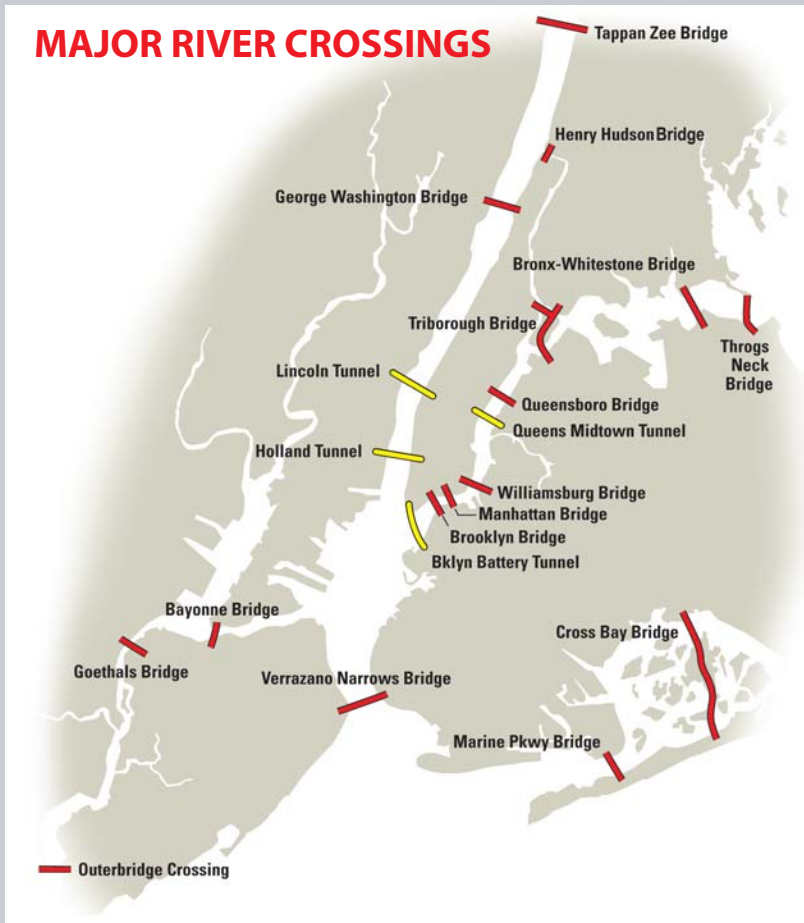 MAJOR RIVER CROSSINGS
Tappan Zee Bridge
Henry Hudson Bridge
George Washington Bridge
Bronx-Whitestone Bridge
Triborough Bridge
Throgs
Neck
Bridge
Lincoln Tunnel
Queensboro Bridge
Queens Midtown Tunnel
Holland Tunnel
Williamsburg Bridge
Manhattan Bridge
Brooklyn Bridge
Bklyn Battery Tunnel
Bayonne Bridge
Cross Bay Bridge
Goethals Bridge
Verrazano Narrows Bridge
Marine Pkwy Bridge
Outerbridge Crossing